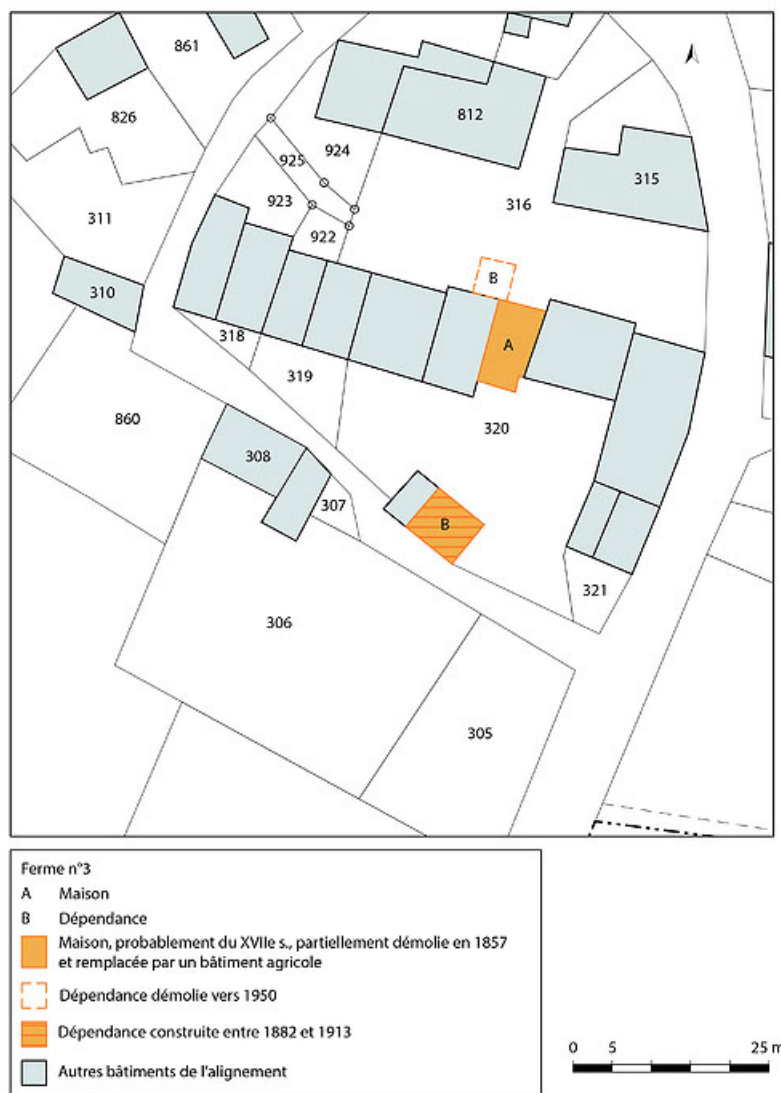 861
826
812
924
925
315
923
316
311
922
310
B
A
318
319
860
320
308
307
B
321
306
305
Ferme n°3
A Maison
B Dépendance
Maison, probablement du XVIIe s., partiellement démolie en 1857
et remplacée par un bâtiment agricole
Dépendance démolie vers 1950
Dépendance construite entre 1882 et 1913
Autres bâtiments de l'alignement
0 5 25 m